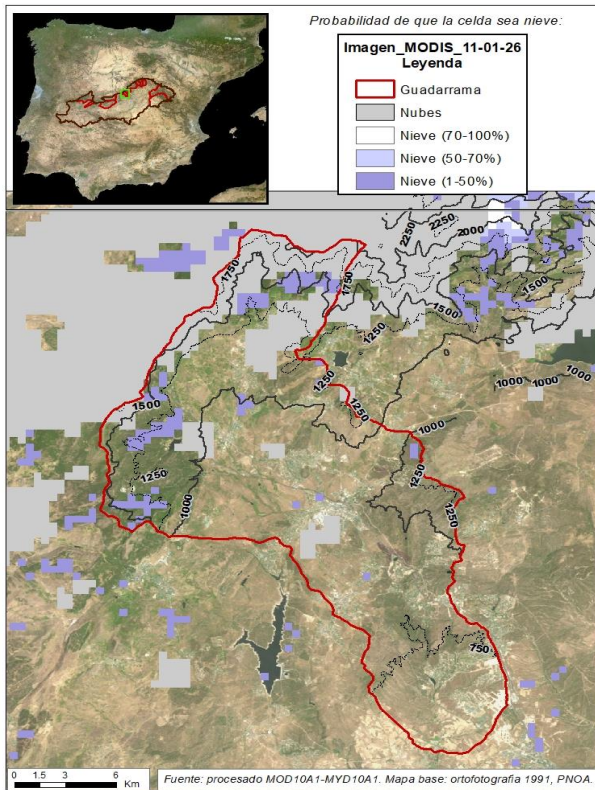 Probabilidad de que la celda sea nieve:
Imagen_MODIS_11-01-26
Leyenda
Guadarrama
Nubes
Nieve (70-100%)
Nieve (50-70%)
Nieve (1-50%)
2250
2250
2000
1750
1750
1500
1500
1250
1250
1000
1000
1000
1500
1250
1000
1250
1250
1000
1250
1250
750
0 1.5 3 6
Km
Fuente: procesado MOD10A1-MYD10A1. Mapa base: ortofotografía 1991, PNOA.